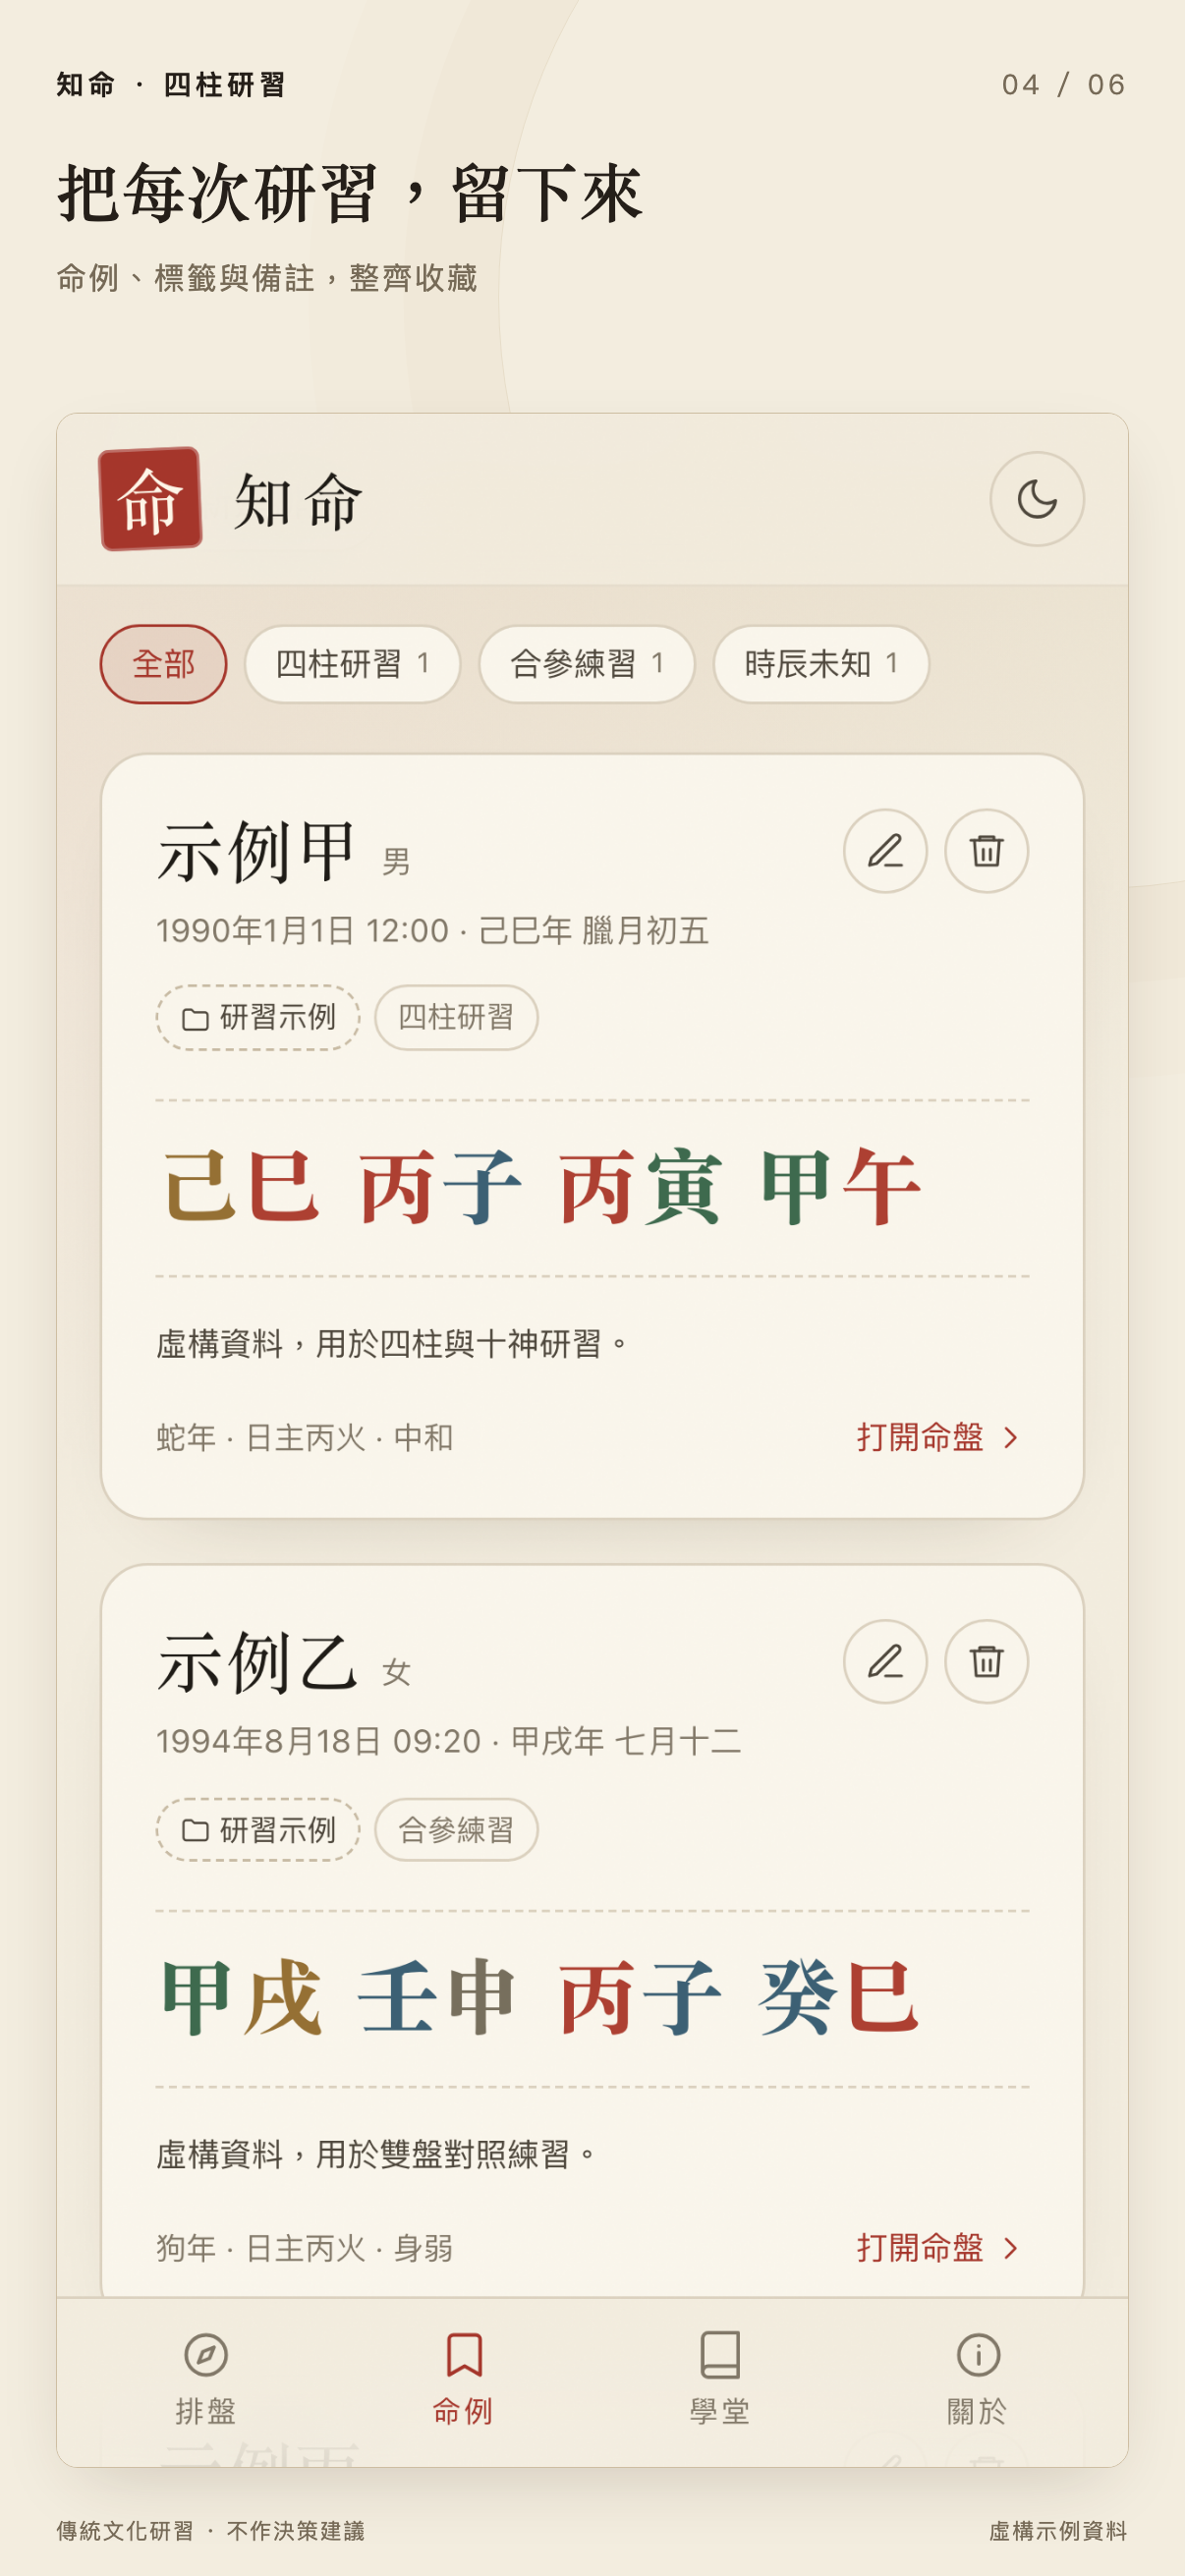 知命 · 四柱研習
04 / 06
把每次研習，留下來
命例、標籤與備註，整齊收藏
命 知命
全部 四柱研習 1 合參練習 1 時辰未知 1
示例甲 男
1990年1月1日 12:00 · 己巳年 臘月初五
研習示例 四柱研習
己巳 丙子 丙寅 甲午
虛構資料，用於四柱與十神研習。
蛇年 · 日主丙火 · 中和 打開命盤
示例乙 女
1994年8月18日 09:20 · 甲戌年 七月十二
研習示例 合參練習
甲戌 壬申 丙子 癸巳
虛構資料，用於雙盤對照練習。
狗年 · 日主丙火 · 身弱 打開命盤
排盤 命例 學堂 關於
示例丙
傳統文化研習 · 不作決策建議
虛構示例資料